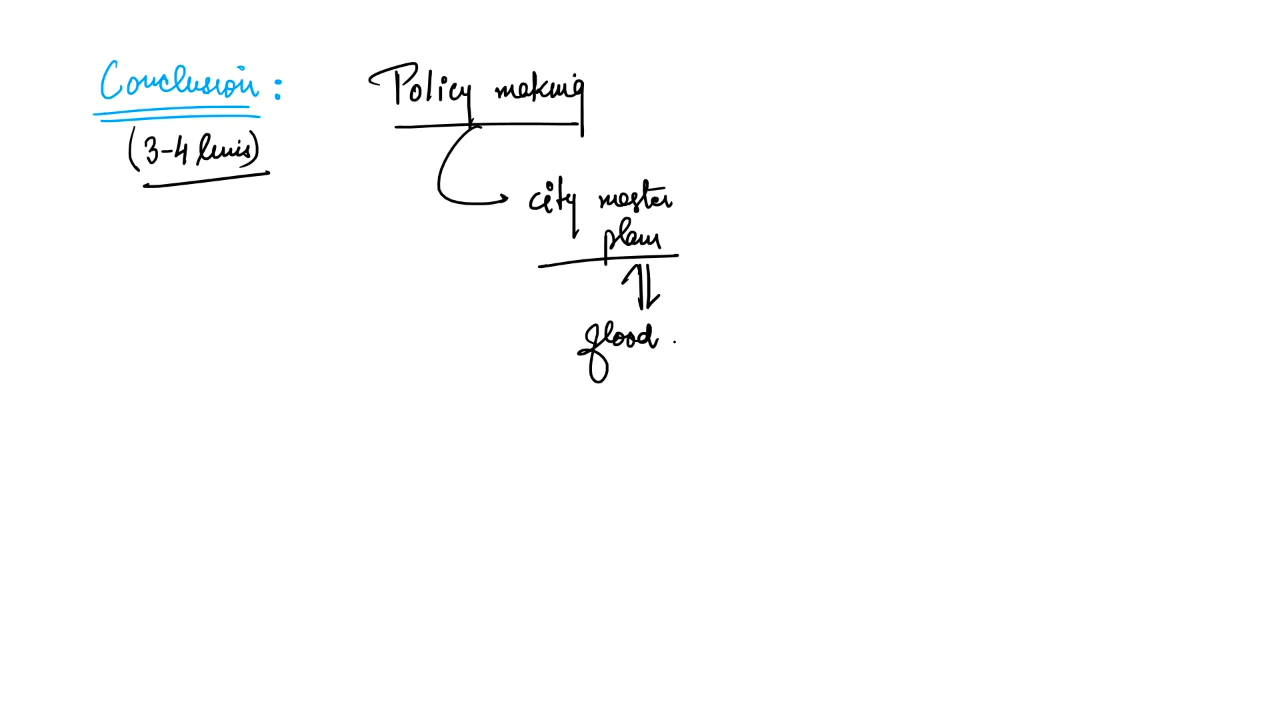 Conclusion :
(3-4 lines)
Policy making
city master
plan
flood .